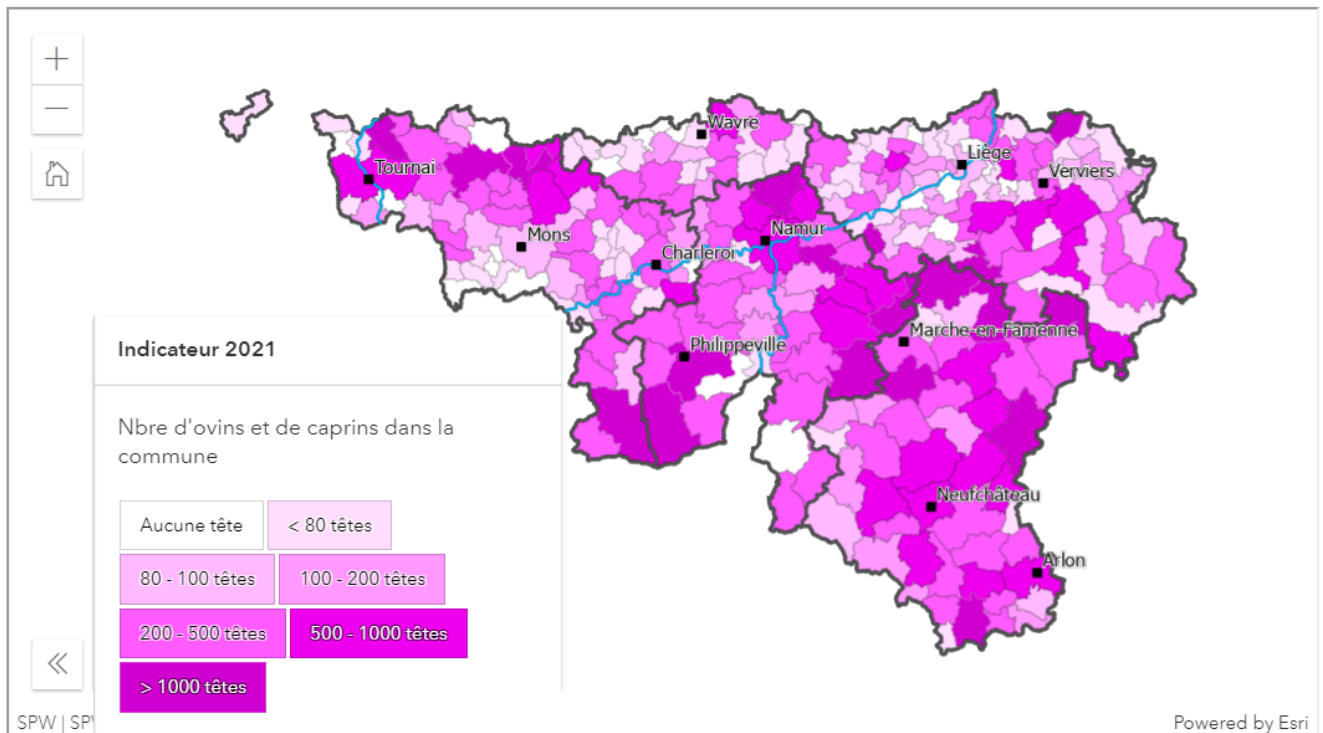 Wavre
Liège
Tournai
Verviers
Namur
Mons
Charleroi
Marche-en-Famenne
Philippeville
Indicateur 2021
Nbre d'ovins et de caprins dans la
commune
Neufchâteau
Aucune tête
< 80 têtes
Arlon
80 - 100 têtes
100 - 200 têtes
200 - 500 têtes
500 - 1000 têtes
> 1000 têtes
SPW | SP
Powered by Esri